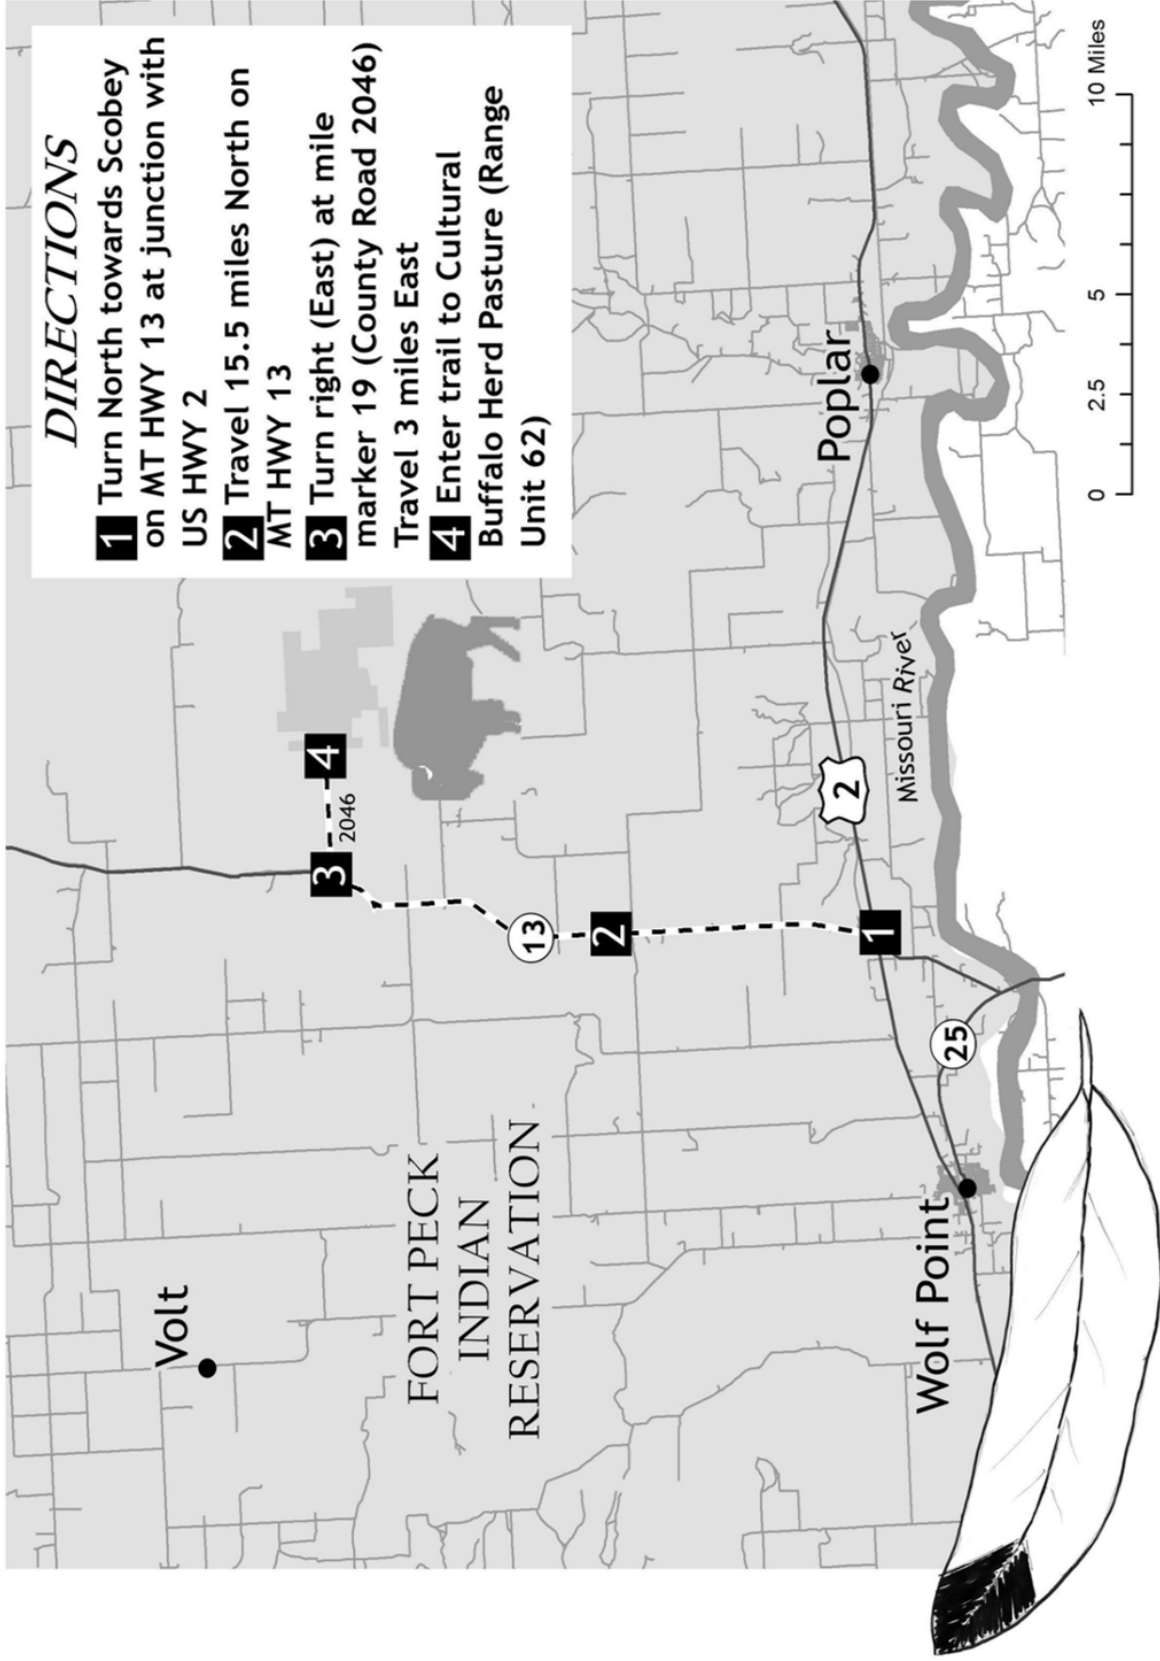 DIRECTIONS
1 Turn North towards Scobey
on MT HWY 13 at junction with
US HWY 2
2 Travel 15.5 miles North on
MT HWY 13
3 Turn right (East) at mile
marker 19 (County Road 2046)
Travel 3 miles East
4 Enter trail to Cultural
Buffalo Herd Pasture (Range
Unit 62)
Volt
3
4
2046
FORT PECK
INDIAN
RESERVATION
13
2
Wolf Point
25
1
2
Missouri River
Poplar
0 2.5 5 10 Miles